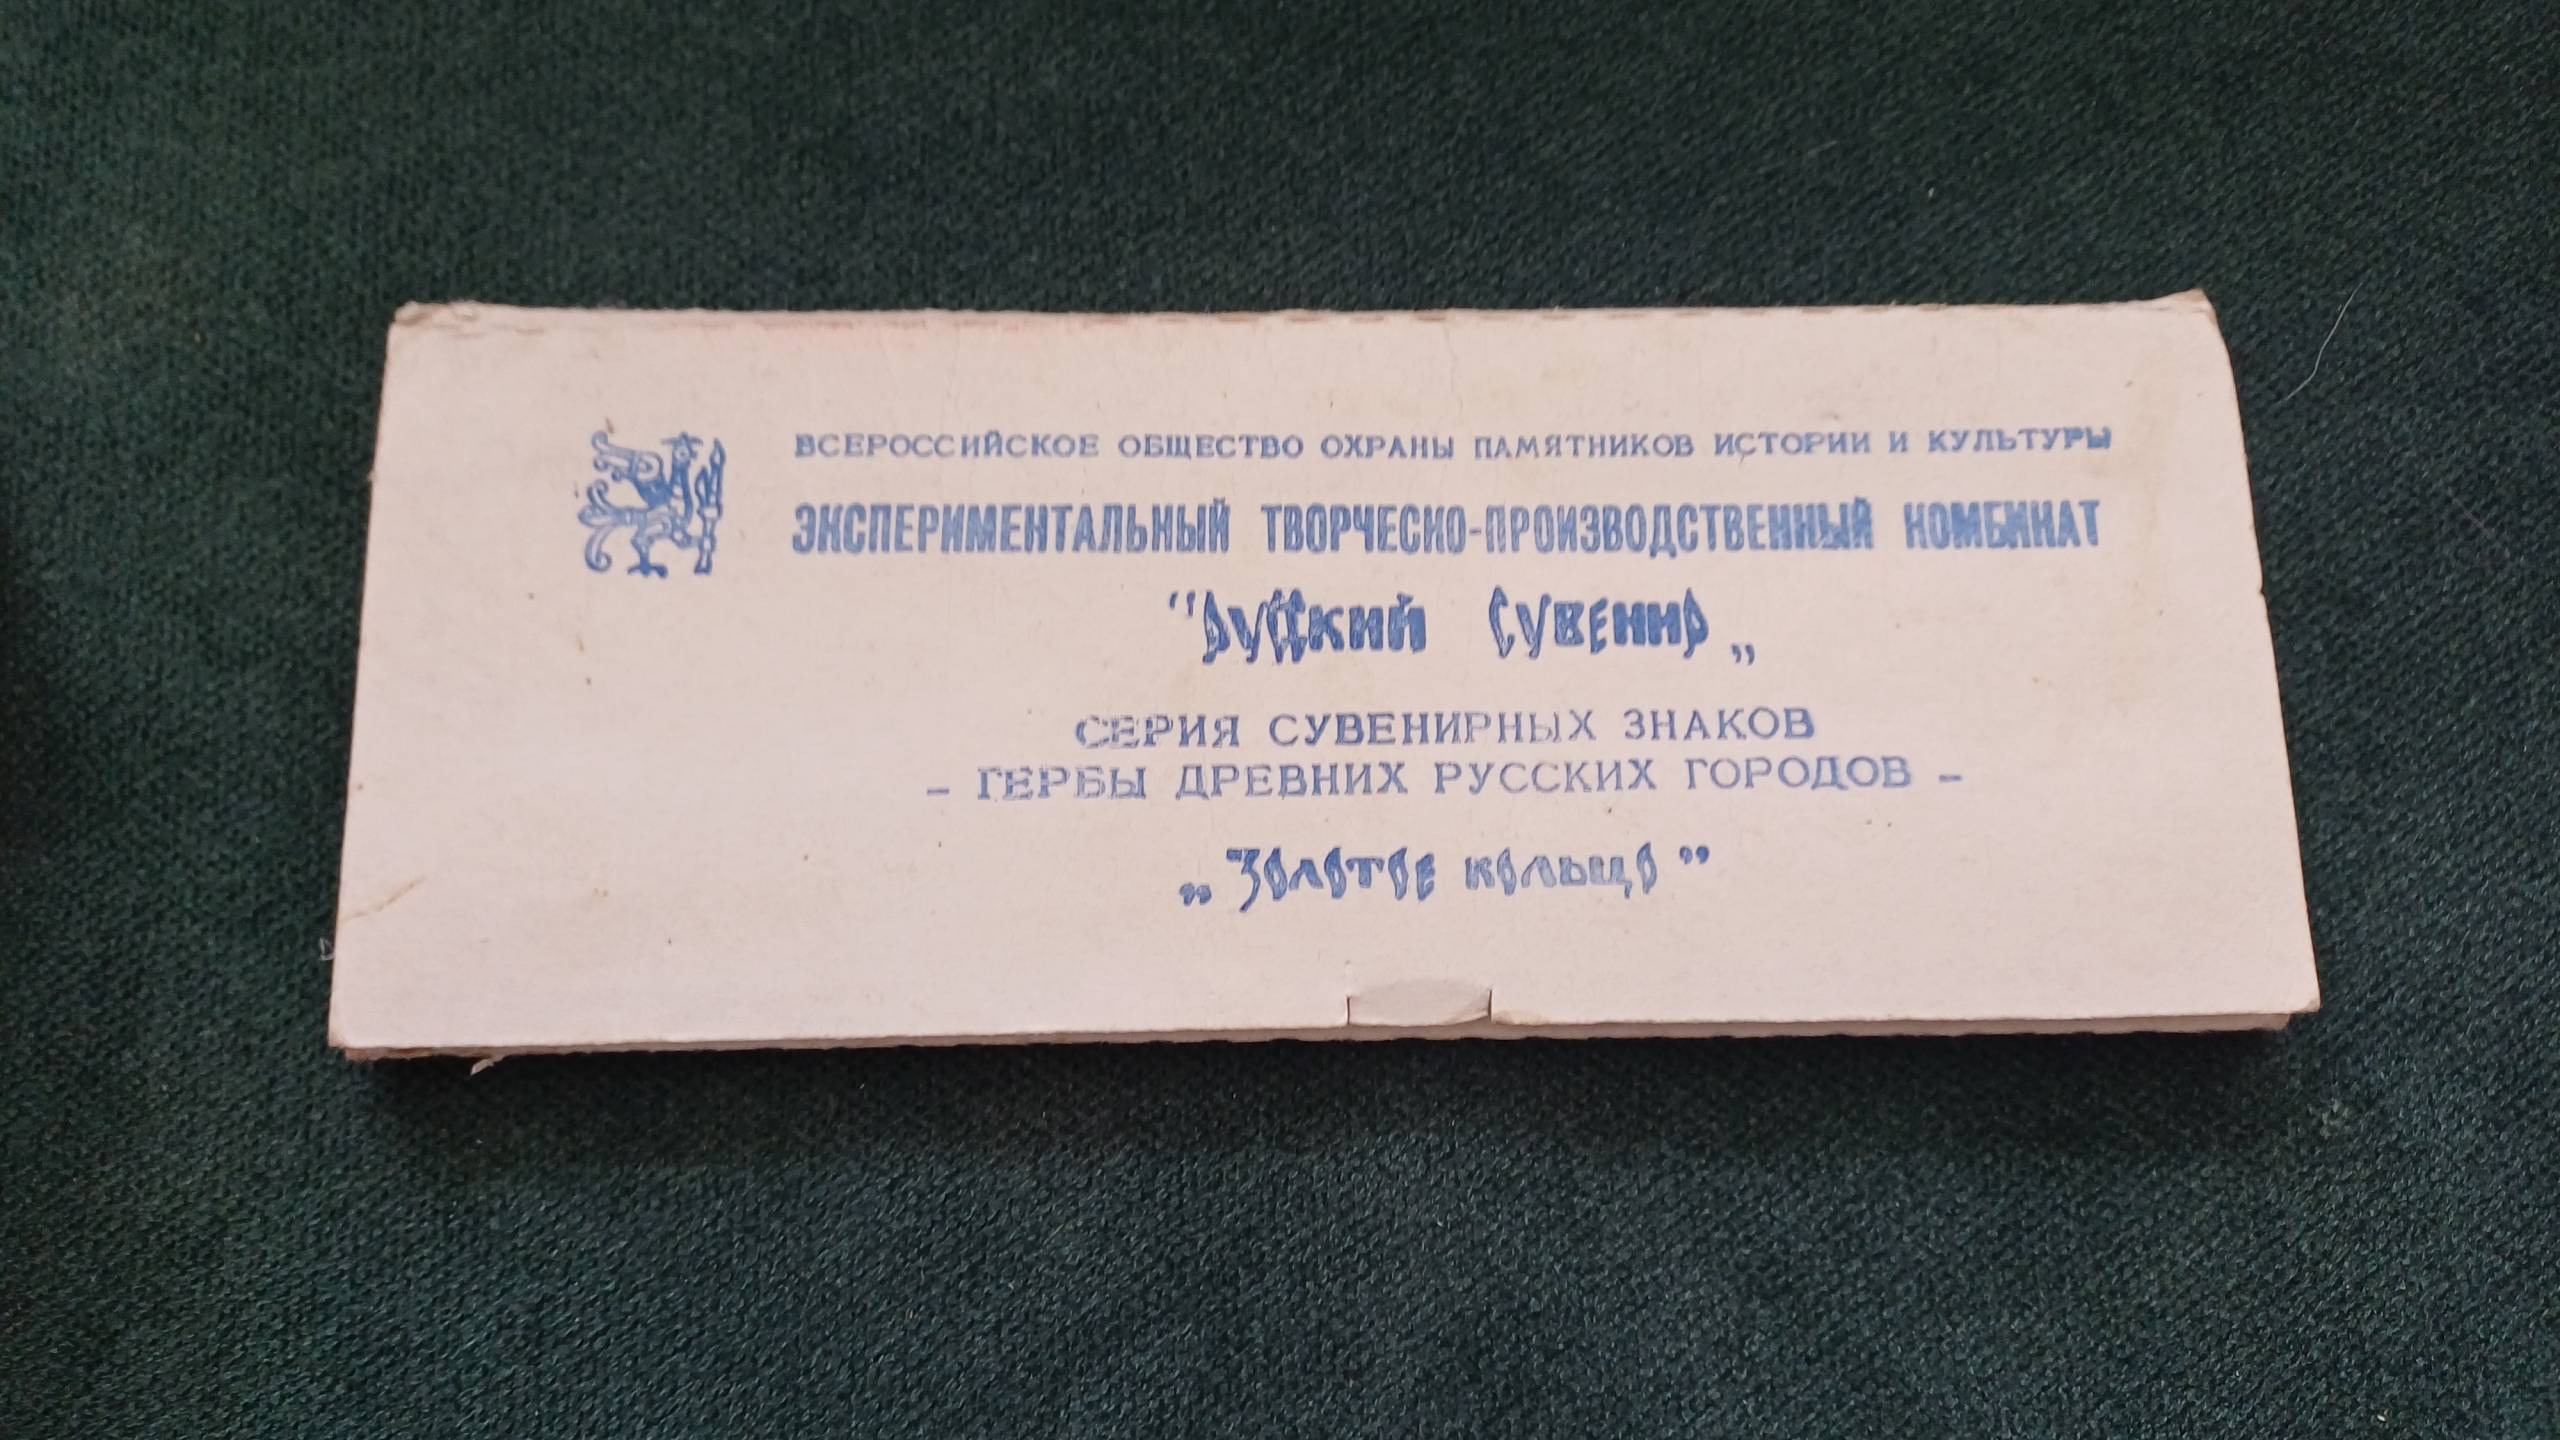 ВСЕРОССИЙСКОЕ ОБЩЕСТВО ОХРАНЫ ПАМЯТНИКОВ ИСТОРИИ И КУЛЬТУРЫ
ЭКСПЕРИМЕНТАЛЬНЫЙ ТВОРЧЕСКО-ПРОИЗВОДСТВЕННЫЙ КОМБИНАТ
"РУССКИЙ СУВЕНИР„
СЕРИЯ СУВЕНИРНЫХ ЗНАКОВ
– ГЕРБЫ ДРЕВНИХ РУССКИХ ГОРОДОВ –
„Золотое кольцо”